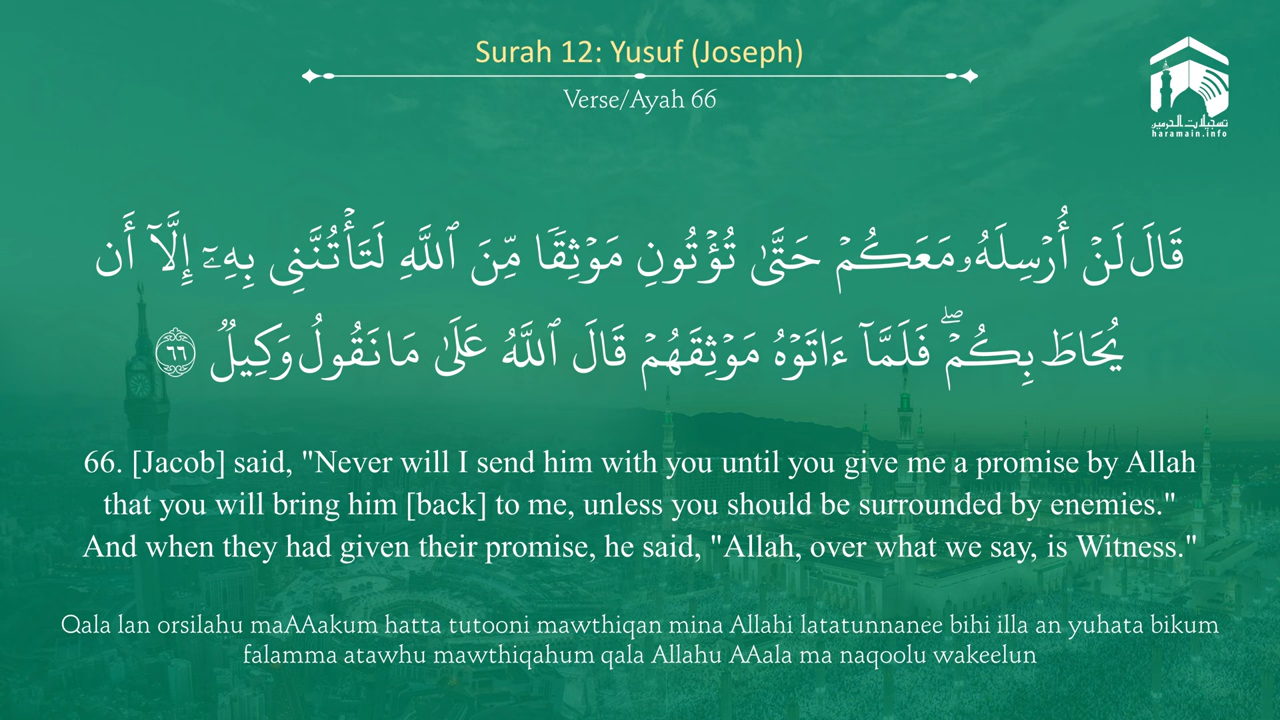 Surah 12: Yusuf (Joseph)
Verse/Ayah 66
تسجيلات الحرمين
haramain.info
قَالَ لَنۡ أُرۡسِلَهُۥ مَعَكُمۡ حَتَّىٰ تُؤۡتُونِ مَوۡثِقٗا مِّنَ ٱللَّهِ لَتَأۡتُنَّنِي بِهِۦٓ إِلَّآ أَن
يُحَاطَ بِكُمۡۖ فَلَمَّآ ءَاتَوۡهُ مَوۡثِقَهُمۡ قَالَ ٱللَّهُ عَلَىٰ مَا نَقُولُ وَكِيلٞ ٦٦
66. [Jacob] said, "Never will I send him with you until you give me a promise by Allah
that you will bring him [back] to me, unless you should be surrounded by enemies."
And when they had given their promise, he said, "Allah, over what we say, is Witness."
Qala lan orsilahu maAAakum hatta tutooni mawthiqan mina Allahi latatunnanee bihi illa an yuhata bikum
falamma atawhu mawthiqahum qala Allahu AAala ma naqoolu wakeelun